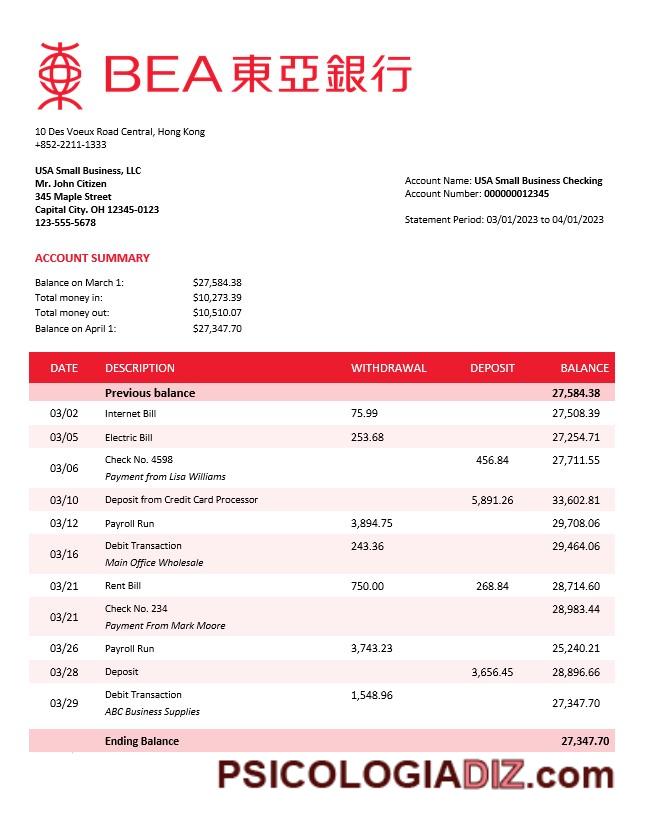 BEA東亞銀行
10 Des Voeux Road Central, Hong Kong
+852-2211-1333
USA Small Business, LLC
Mr. John Citizen
345 Maple Street
Capital City. OH 12345-0123
123-555-5678
Account Name: USA Small Business Checking
Account Number: 000000012345
Statement Period: 03/01/2023 to 04/01/2023
ACCOUNT SUMMARY
Balance on March 1: $27,584.38
Total money in: $10,273.39
Total money out: $10,510.07
Balance on April 1: $27,347.70
DATE DESCRIPTION WITHDRAWAL DEPOSIT BALANCE
Previous balance 27,584.38
03/02 Internet Bill 75.99 27,508.39
03/05 Electric Bill 253.68 27,254.71
03/06 Check No. 4598 456.84 27,711.55
Payment from Lisa Williams
03/10 Deposit from Credit Card Processor 5,891.26 33,602.81
03/12 Payroll Run 3,894.75 29,708.06
03/16 Debit Transaction 243.36 29,464.06
Main Office Wholesale
03/21 Rent Bill 750.00 268.84 28,714.60
03/21 Check No. 234 28,983.44
Payment From Mark Moore
03/26 Payroll Run 3,743.23 25,240.21
03/28 Deposit 3,656.45 28,896.66
03/29 Debit Transaction 1,548.96 27,347.70
ABC Business Supplies
Ending Balance 27,347.70
PSICOLOGIADIZ.com